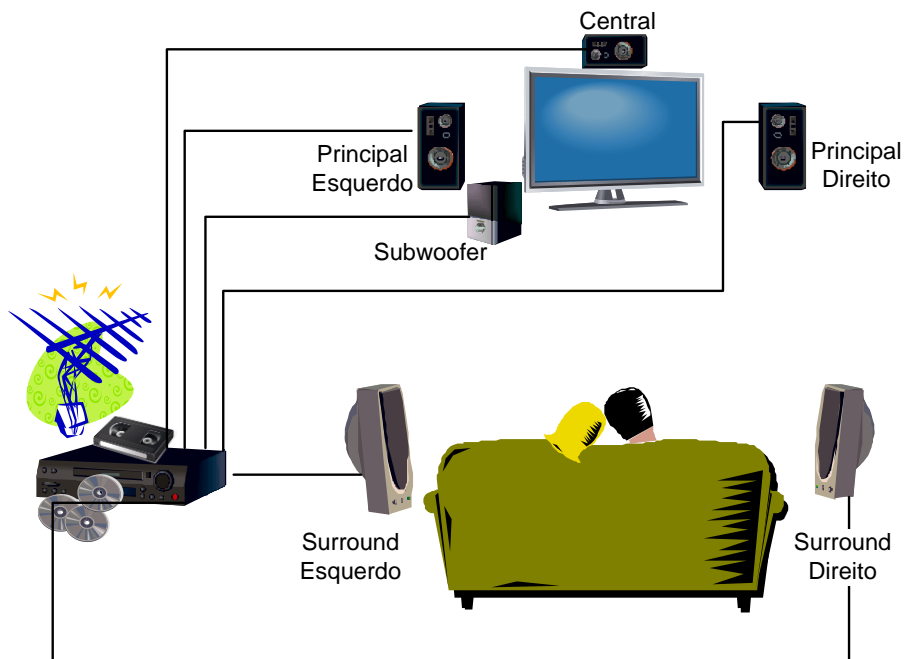 Central
Principal
Esquerdo
Principal
Direito
Subwoofer
Surround
Esquerdo
Surround
Direito